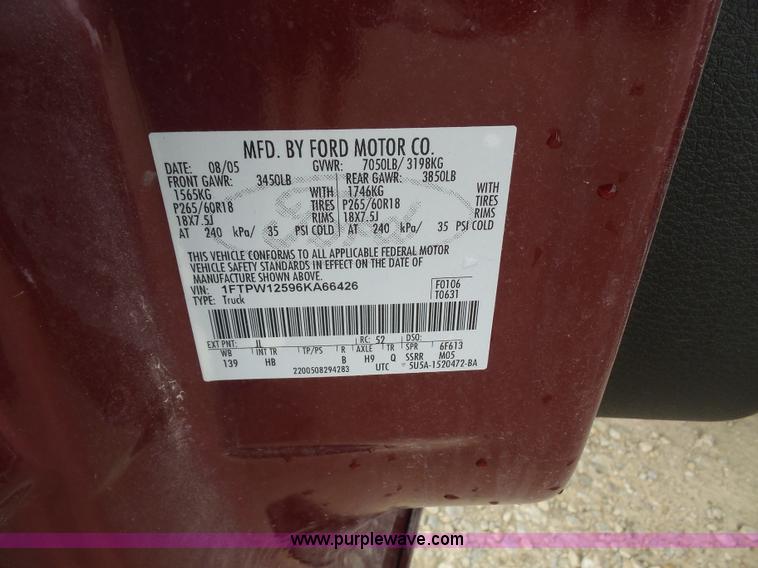 MFD. BY FORD MOTOR CO.
DATE: 08/05 GVWR: 7050LB/ 3198KG
FRONT GAWR: 3450LB REAR GAWR: 3850LB
1565KG WITH 1746KG WITH
P265/60R18 TIRES P265/60R18 TIRES
18X7.5J RIMS 18X7.5J RIMS
AT 240 kPa/ 35 PSI COLD AT 240 kPa/ 35 PSI COLD
Ford
THIS VEHICLE CONFORMS TO ALL APPLICABLE FEDERAL MOTOR
VEHICLE SAFETY STANDARDS IN EFFECT ON THE DATE OF
MANUFACTURE SHOWN ABOVE.
VIN: 1FTPW12596KA66426 F0106
TYPE: Truck T0631
EXT PNT: JL RC: 52 DSO:
WB INT TR TP/PS R AXLE TR SPR 6F613
139 HB B H9 Q SSRR M05
2200508294283 UTC 5U5A-1520472-BA
www.purplewave.com